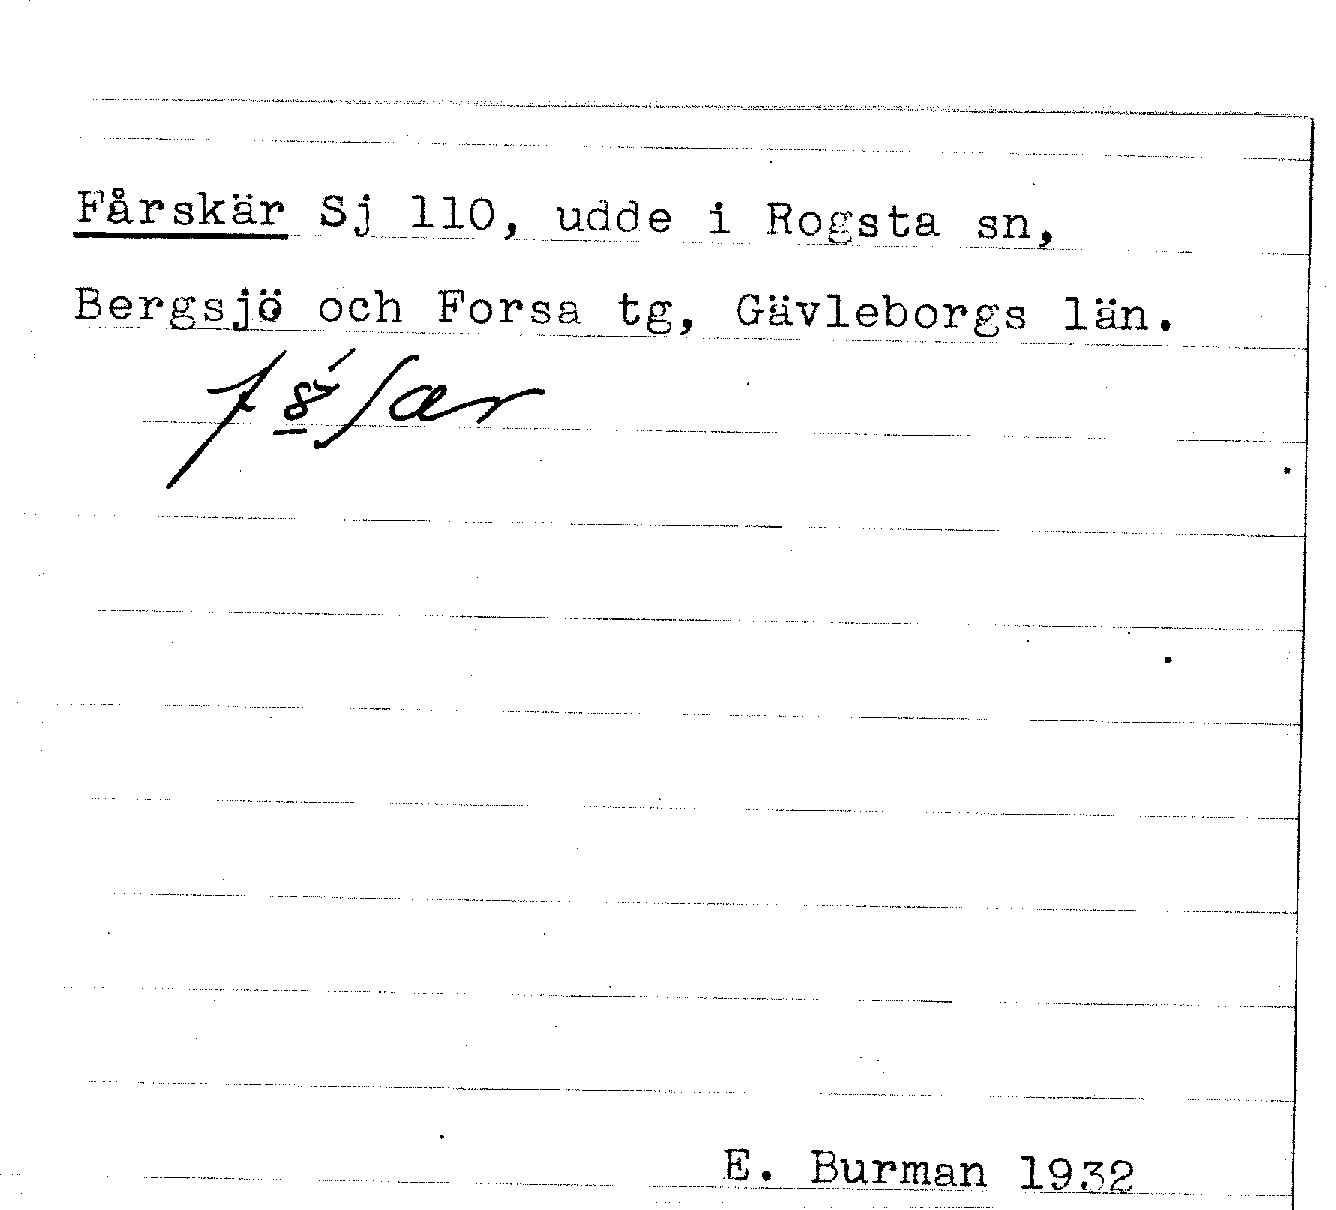 Fårskär Sj 110, udde i Rogsta sn,
Bergsjö och Forsa tg, Gävleborgs län.
E. Burman 1932